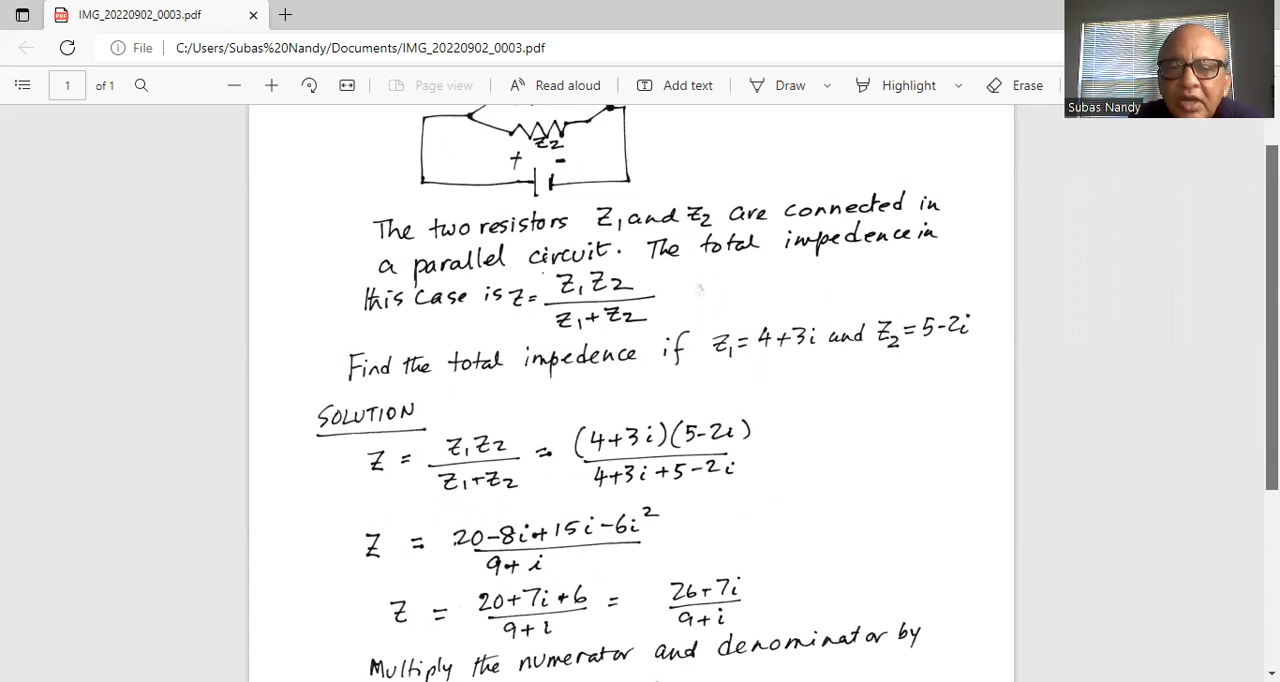 IMG_20220902_0003.pdf
File
C:/Users/Subas%20Nandy/Documents/IMG_20220902_0003.pdf
1 of 1
Page view
A Read aloud
T Add text
Draw
Highlight
Erase
Subas Nandy
Z2
+ -
The two resistors Z1 and Z2 are connected in
a parallel circuit. The total impedence in
this case is Z = Z1 Z2 / Z1 + Z2
Find the total impedence if Z1 = 4+3i and Z2 = 5-2i
SOLUTION
Z = Z1 Z2 / Z1+Z2 = (4+3i)(5-2i) / 4+3i+5-2i
Z = 20-8i+15i-6i² / 9+i
Z = 20+7i+6 / 9+i = 26+7i / 9+i
Multiply the numerator and denominator by